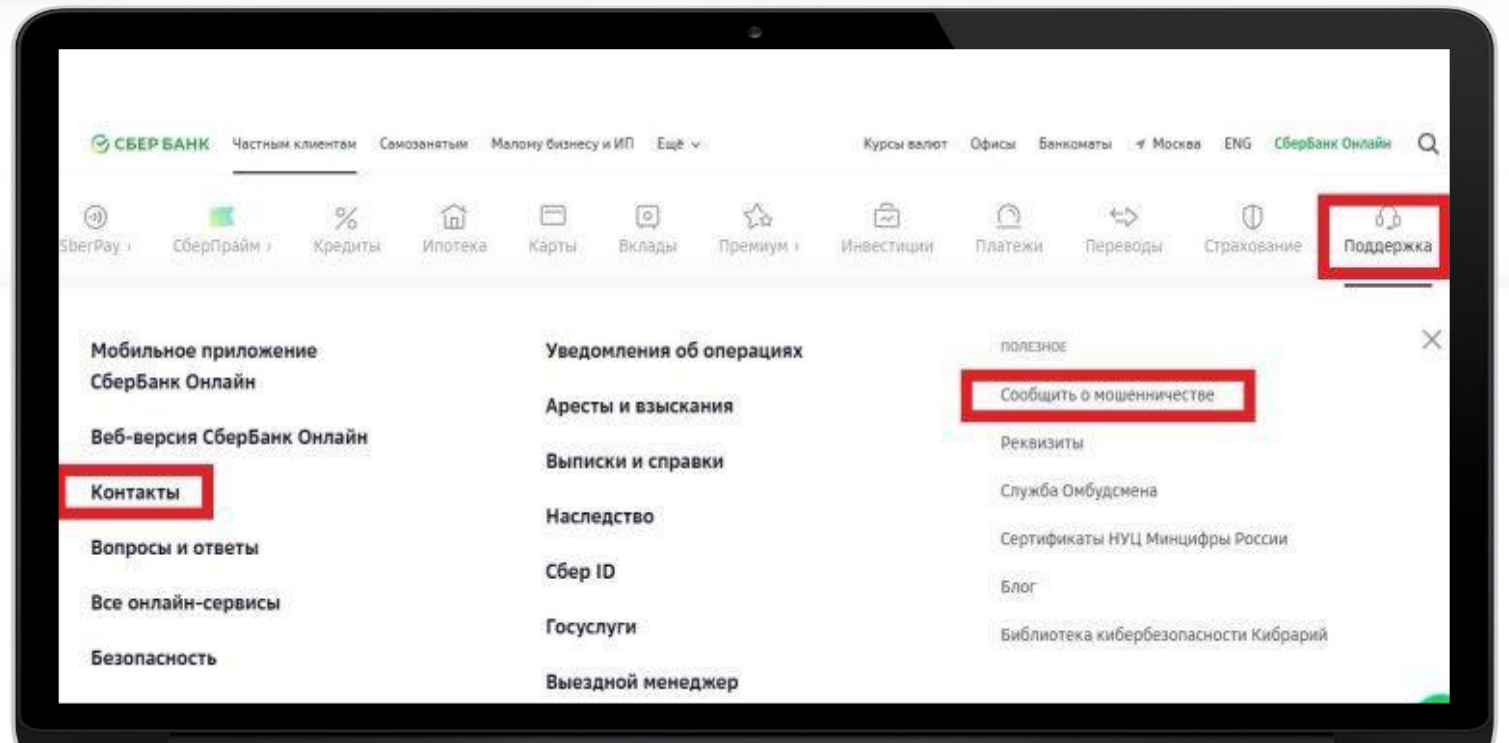 СБЕР БАНК Частным клиентам Самозанятым Малому бизнесу и ИП Ещё Курсы валют Офисы Банкоматы Москва ENG СберБанк Онлайн
SberPay › СберПрайм › Кредиты Ипотека Карты Вклады Премиум › Инвестиции Платежи Переводы Страхование Поддержка
Мобильное приложение
СберБанк Онлайн
Веб-версия СберБанк Онлайн
Контакты
Вопросы и ответы
Все онлайн-сервисы
Безопасность
Уведомления об операциях
Аресты и взыскания
Выписки и справки
Наследство
Сбер ID
Госуслуги
Выездной менеджер
ПОЛЕЗНОЕ
Сообщить о мошенничестве
Реквизиты
Служба Омбудсмена
Сертификаты НУЦ Минцифры России
Блог
Библиотека кибербезопасности Кибрарий